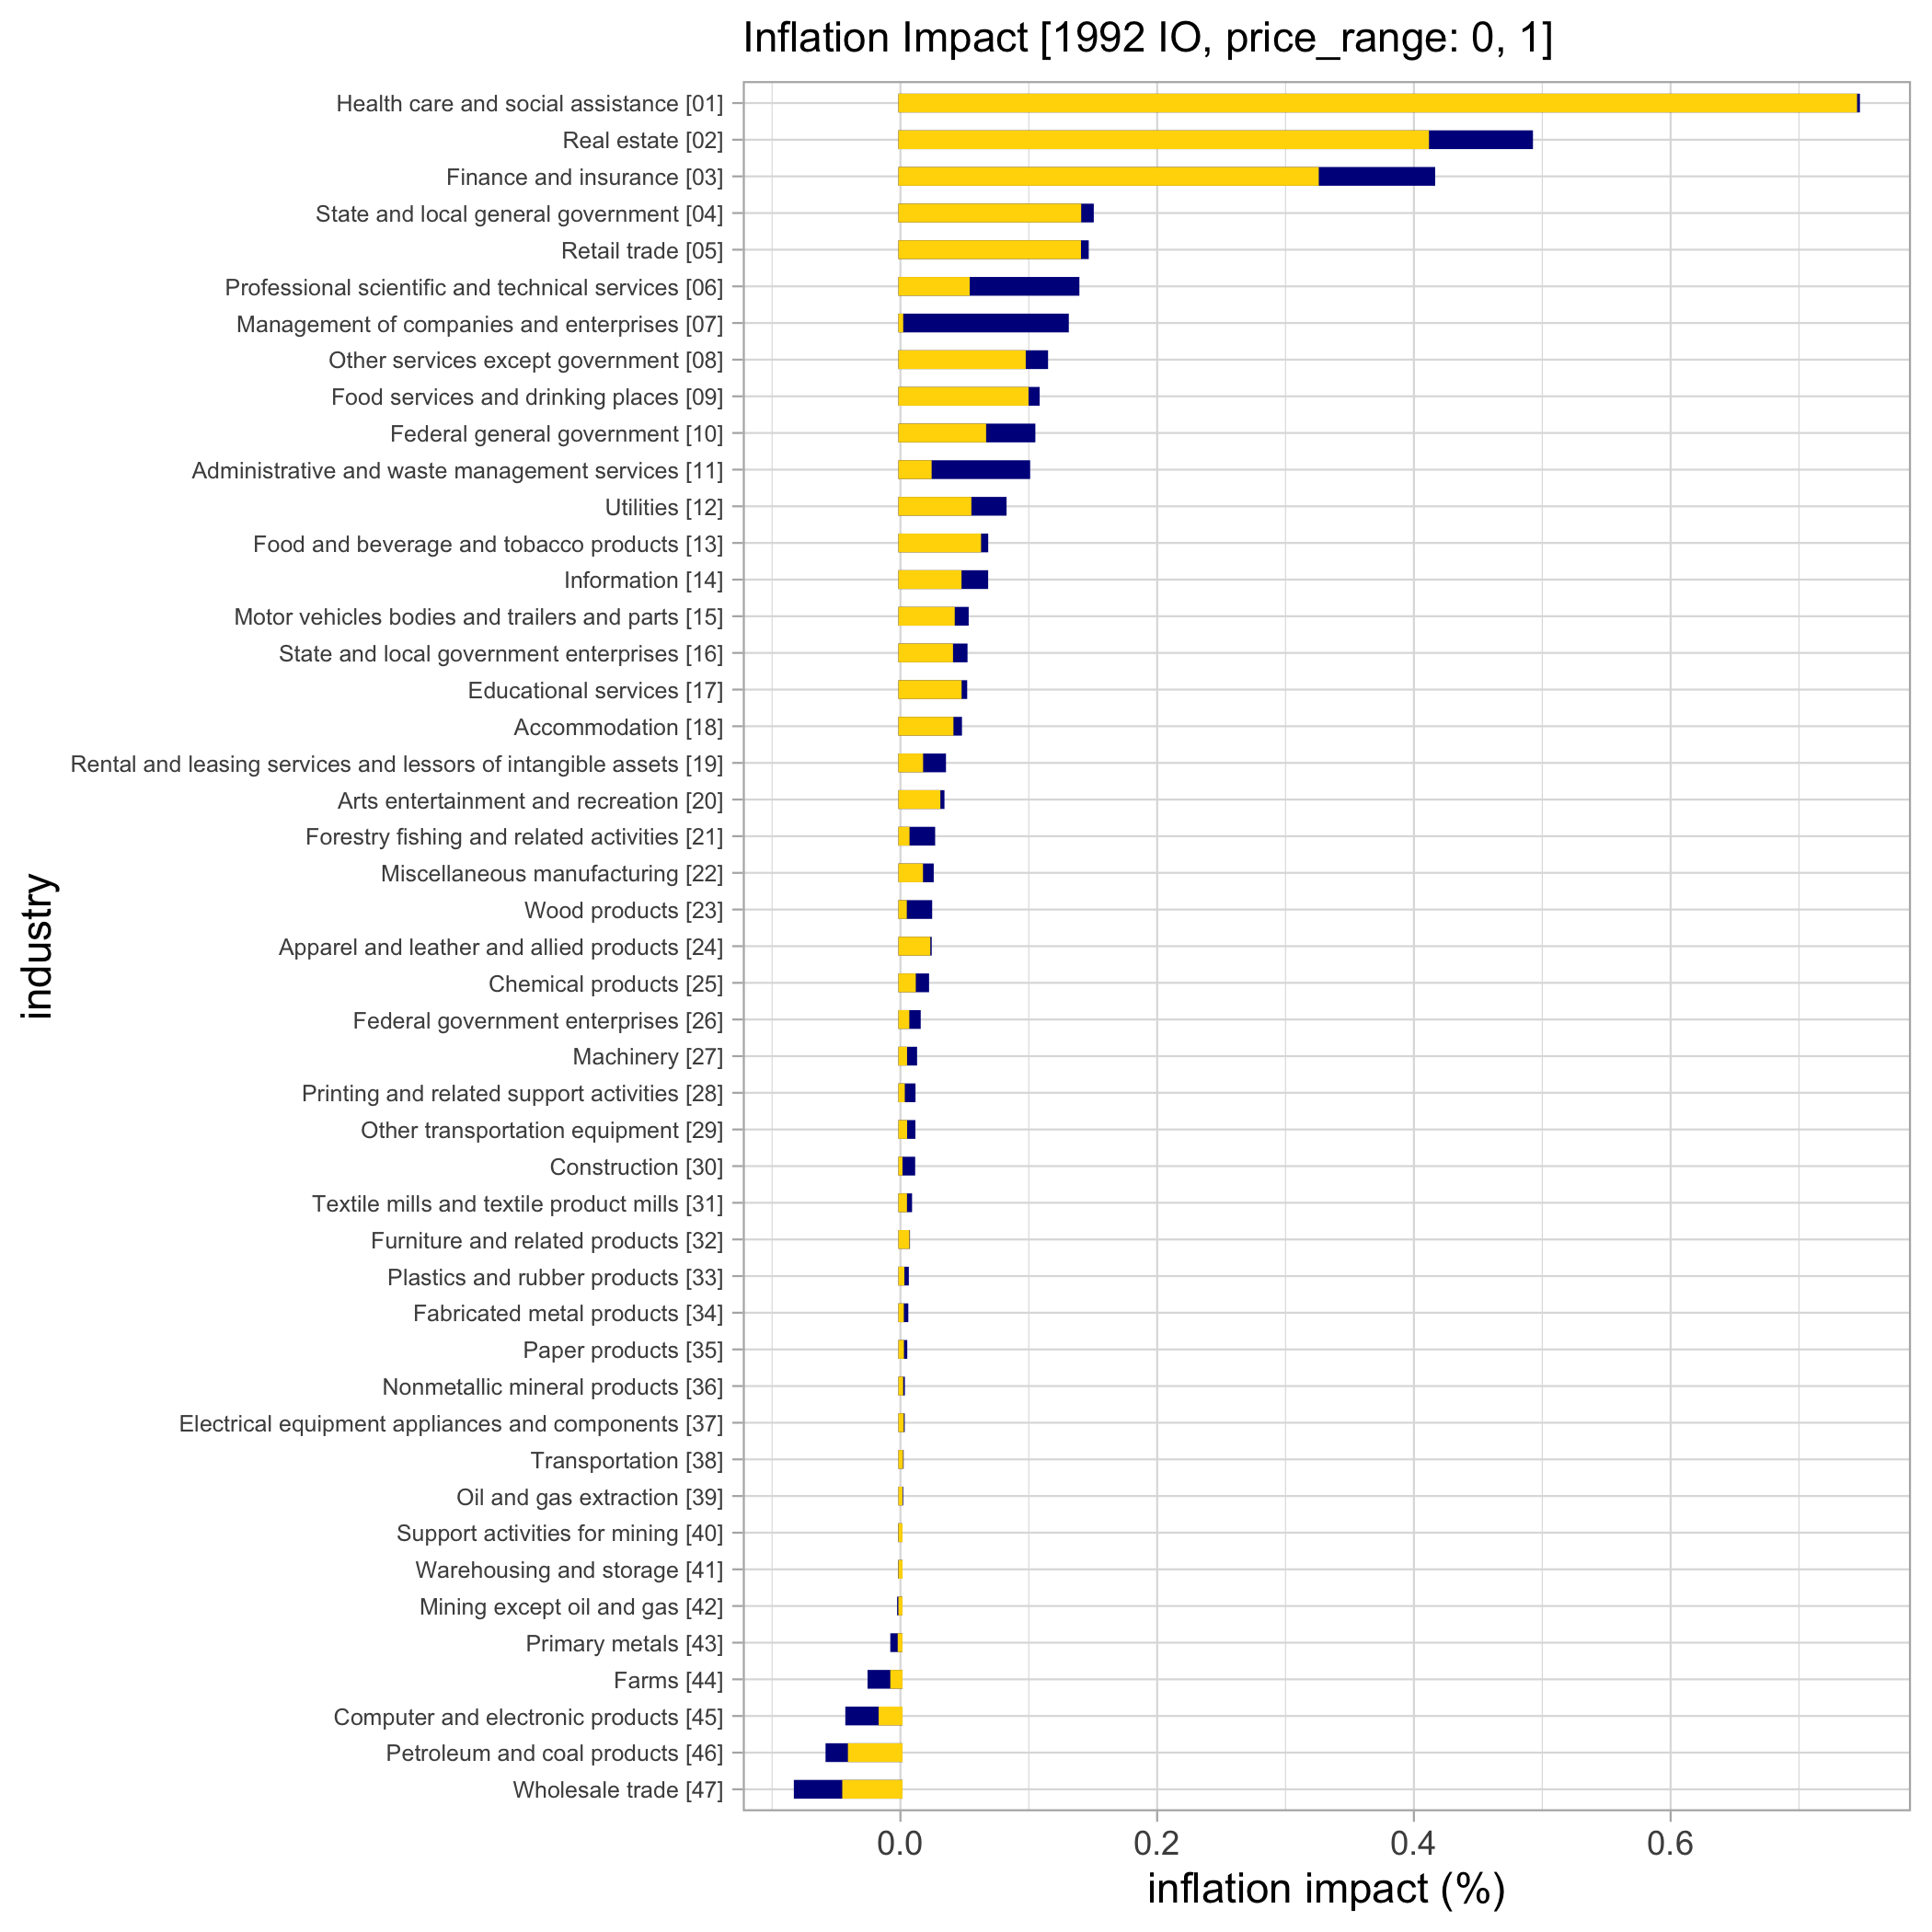 Inflation Impact [1992 IO, price_range: 0, 1]
Health care and social assistance [01]
Real estate [02]
Finance and insurance [03]
State and local general government [04]
Retail trade [05]
Professional scientific and technical services [06]
Management of companies and enterprises [07]
Other services except government [08]
Food services and drinking places [09]
Federal general government [10]
Administrative and waste management services [11]
Utilities [12]
Food and beverage and tobacco products [13]
Information [14]
Motor vehicles bodies and trailers and parts [15]
State and local government enterprises [16]
Educational services [17]
Accommodation [18]
Rental and leasing services and lessors of intangible assets [19]
Arts entertainment and recreation [20]
Forestry fishing and related activities [21]
Miscellaneous manufacturing [22]
Wood products [23]
Apparel and leather and allied products [24]
Chemical products [25]
Federal government enterprises [26]
Machinery [27]
Printing and related support activities [28]
Other transportation equipment [29]
Construction [30]
Textile mills and textile product mills [31]
Furniture and related products [32]
Plastics and rubber products [33]
Fabricated metal products [34]
Paper products [35]
Nonmetallic mineral products [36]
Electrical equipment appliances and components [37]
Transportation [38]
Oil and gas extraction [39]
Support activities for mining [40]
Warehousing and storage [41]
Mining except oil and gas [42]
Primary metals [43]
Farms [44]
Computer and electronic products [45]
Petroleum and coal products [46]
Wholesale trade [47]
industry
0.0 0.2 0.4 0.6
inflation impact (%)